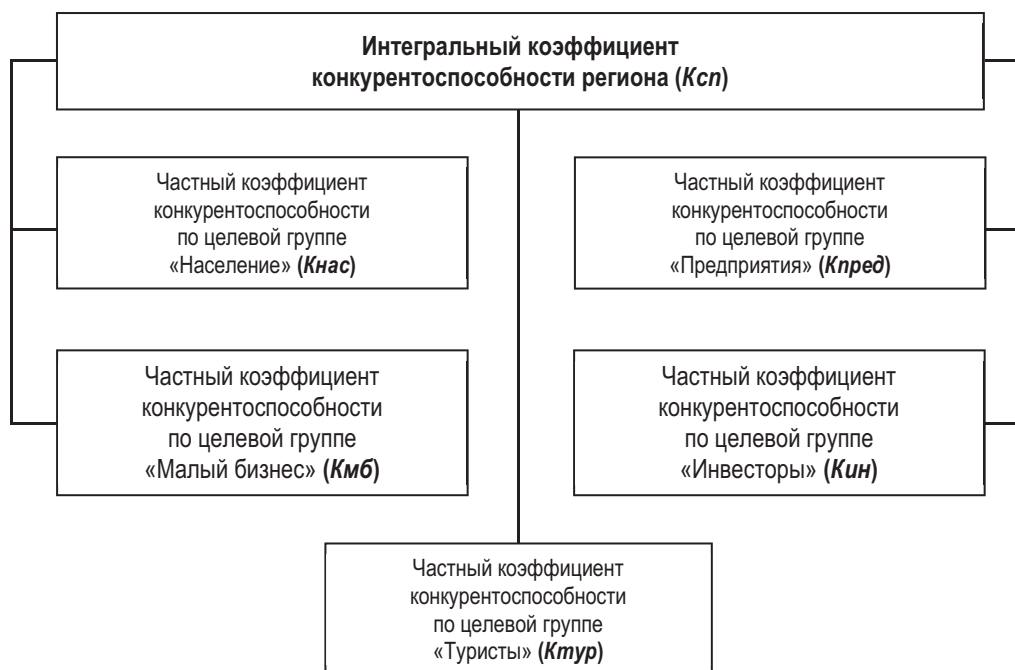 Интегральный коэффициент
конкурентоспособности региона (Ксп)
Частный коэффициент
конкурентоспособности
по целевой группе
«Население» (Кнас)
Частный коэффициент
конкурентоспособности
по целевой группе
«Предприятия» (Кпред)
Частный коэффициент
конкурентоспособности
по целевой группе
«Малый бизнес» (Кмб)
Частный коэффициент
конкурентоспособности
по целевой группе
«Инвесторы» (Кин)
Частный коэффициент
конкурентоспособности
по целевой группе
«Туристы» (Ктур)